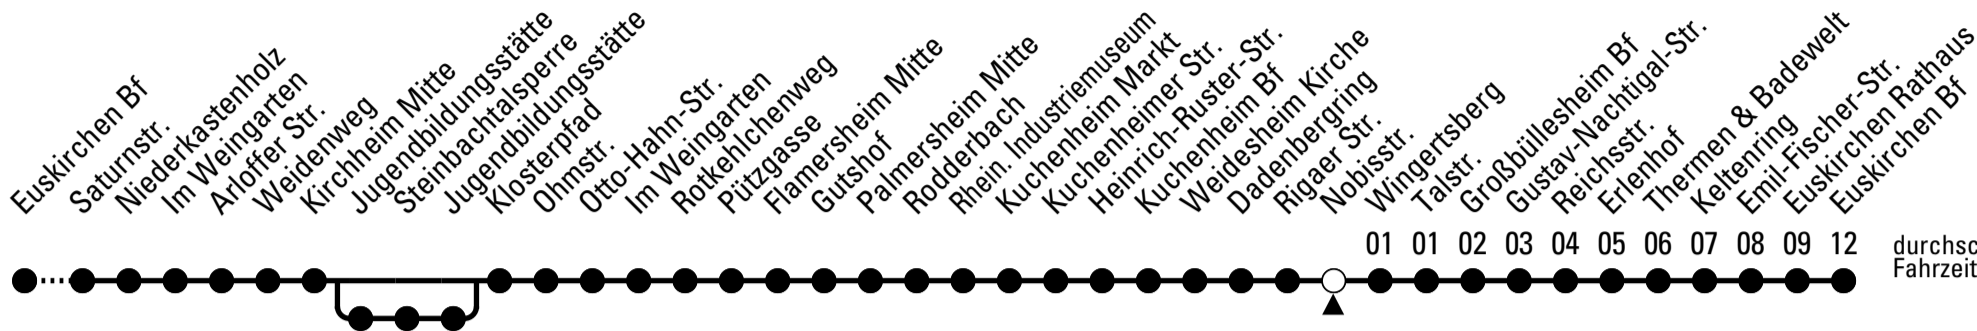 Euskirchen Bf
Saturnstr.
Niederkastenholz
Im Weingarten
Arloffer Str.
Weidenweg
Kirchheim Mitte
Jugendbildungsstätte
Steinbachtalsperre
Jugendbildungsstätte
Klosterpfad
Ohmstr.
Otto-Hahn-Str.
Im Weingarten
Rotkehlchenweg
Pützgasse
Flamersheim Mitte
Gutshof
Palmersheim Mitte
Rodderbach
Rhein. Industriemuseum
Kuchenheim Markt
Kuchenheimer Str.
Heinrich-Ruster-Str.
Kuchenheim Bf
Weidesheim Kirche
Dadenbergring
Rigaer Str.
Nobisstr.
Wingertsberg
Talstr.
Großbüllesheim Bf
Gustav-Nachtigal-Str.
Reichsstr.
Erlenhof
Thermen & Badewelt
Keltenring
Emil-Fischer-Str.
Euskirchen Rathaus
Euskirchen Bf
01 01 02 03 04 05 06 07 08 09 12
durchsc
Fahrzeit